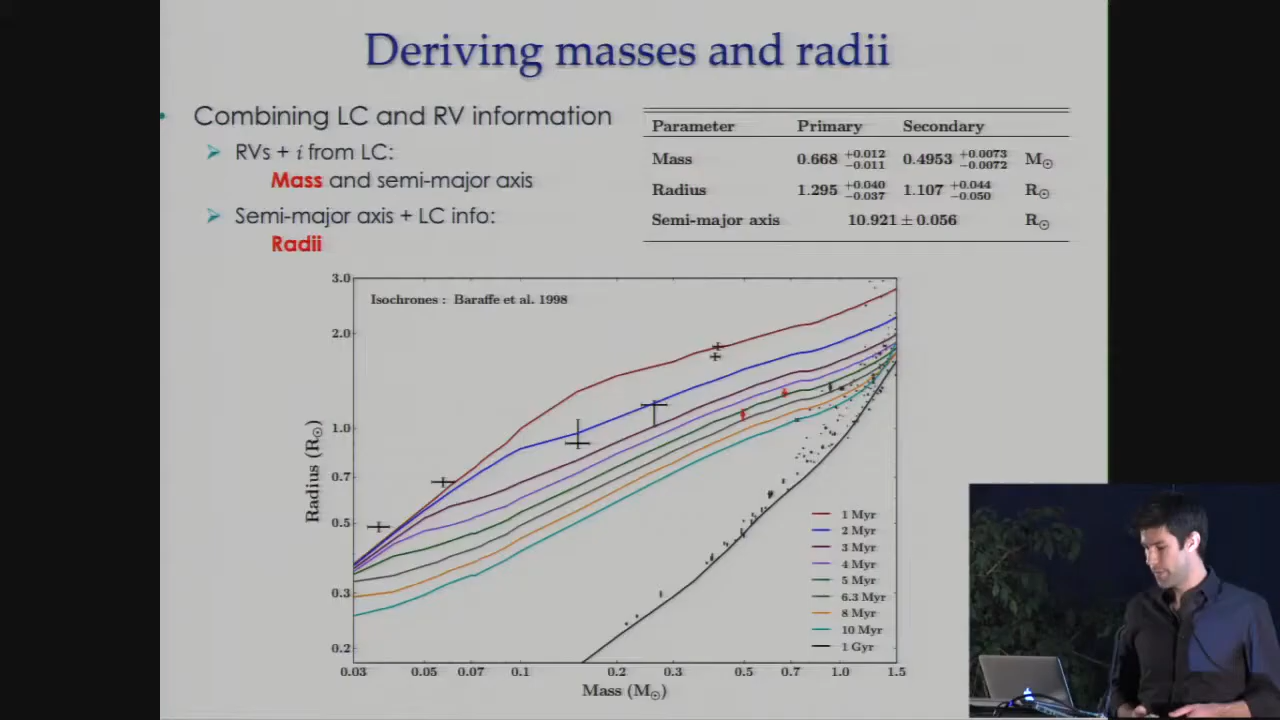 Deriving masses and radii
• Combining LC and RV information
➢ RVs + i from LC:
Mass and semi-major axis
➢ Semi-major axis + LC info:
Radii
Parameter Primary Secondary
Mass 0.668 +0.012 −0.011 0.4953 +0.0073 −0.0072 M☉
Radius 1.295 +0.040 −0.037 1.107 +0.044 −0.050 R☉
Semi-major axis 10.921 ± 0.056 R☉
Isochrones : Baraffe et al. 1998
3.0
2.0
1.0
0.7
0.5
0.3
0.2
Radius (R☉)
1 Myr
2 Myr
3 Myr
4 Myr
5 Myr
6.3 Myr
8 Myr
10 Myr
1 Gyr
0.03 0.05 0.07 0.1 0.2 0.3 0.5 0.7 1.0 1.5
Mass (M☉)